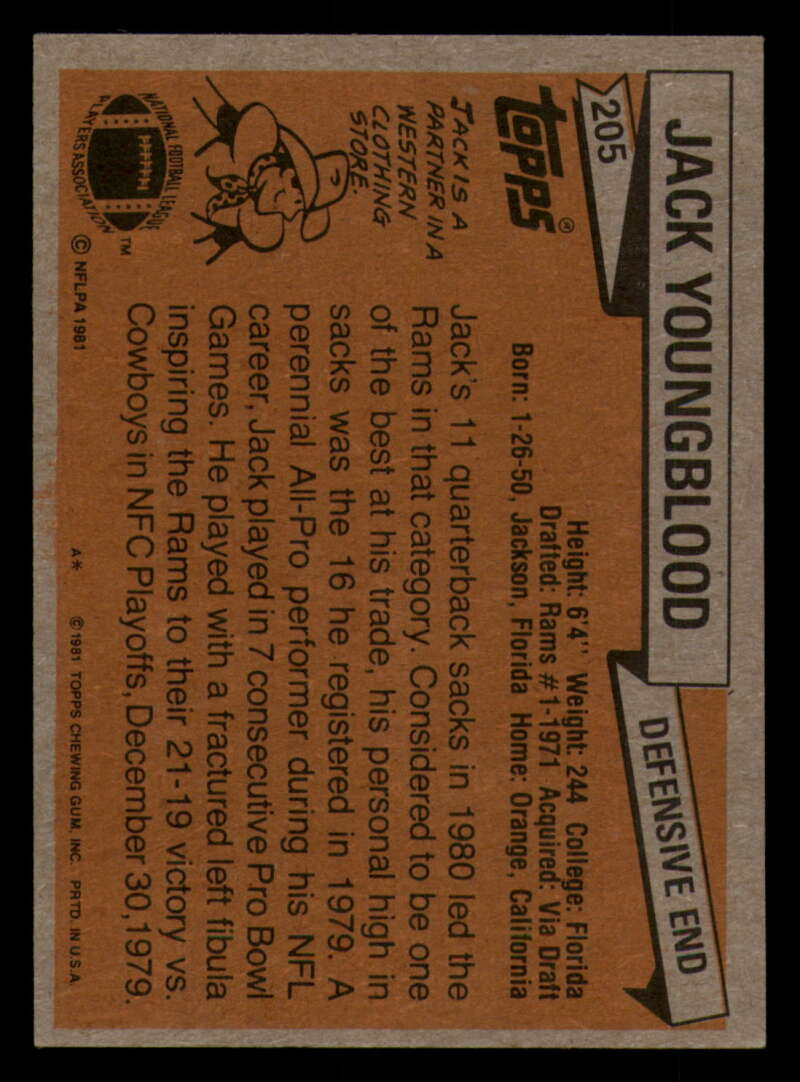 205
JACK YOUNGBLOOD
DEFENSIVE END
TOPPS®
Height: 6'4" Weight: 244 College: Florida
Drafted: Rams #1-1971 Acquired: Via Draft
Born: 1-26-50, Jackson, Florida Home: Orange, California
JACK IS A
PARTNER IN A
WESTERN
CLOTHING
STORE.
Jack's 11 quarterback sacks in 1980 led the
Rams in that category. Considered to be one
of the best at his trade, his personal high in
sacks was the 16 he registered in 1979. A
perennial All-Pro performer during his NFL
career, Jack played in 7 consecutive Pro Bowl
Games. He played with a fractured left fibula
inspiring the Rams to their 21-19 victory vs.
Cowboys in NFC Playoffs, December 30, 1979.
NATIONAL FOOTBALL LEAGUE
PLAYERS ASSOCIATION
TM
© NFLPA 1981
A* © 1981 TOPPS CHEWING GUM, INC. PRTD. IN U.S.A.